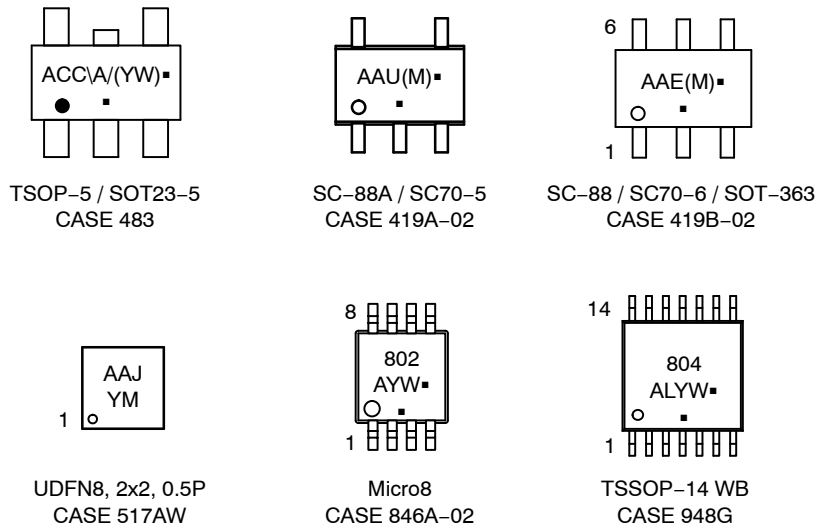 ACC\A/(YW)▪
▪
TSOP−5 / SOT23−5
CASE 483
AAU(M)▪
▪
SC−88A / SC70−5
CASE 419A−02
6
AAE(M)▪
▪
1
SC−88 / SC70−6 / SOT−363
CASE 419B−02
AAJ
YM
1
UDFN8, 2x2, 0.5P
CASE 517AW
8
802
AYW▪
▪
1
Micro8
CASE 846A−02
14
804
ALYW▪
▪
1
TSSOP−14 WB
CASE 948G